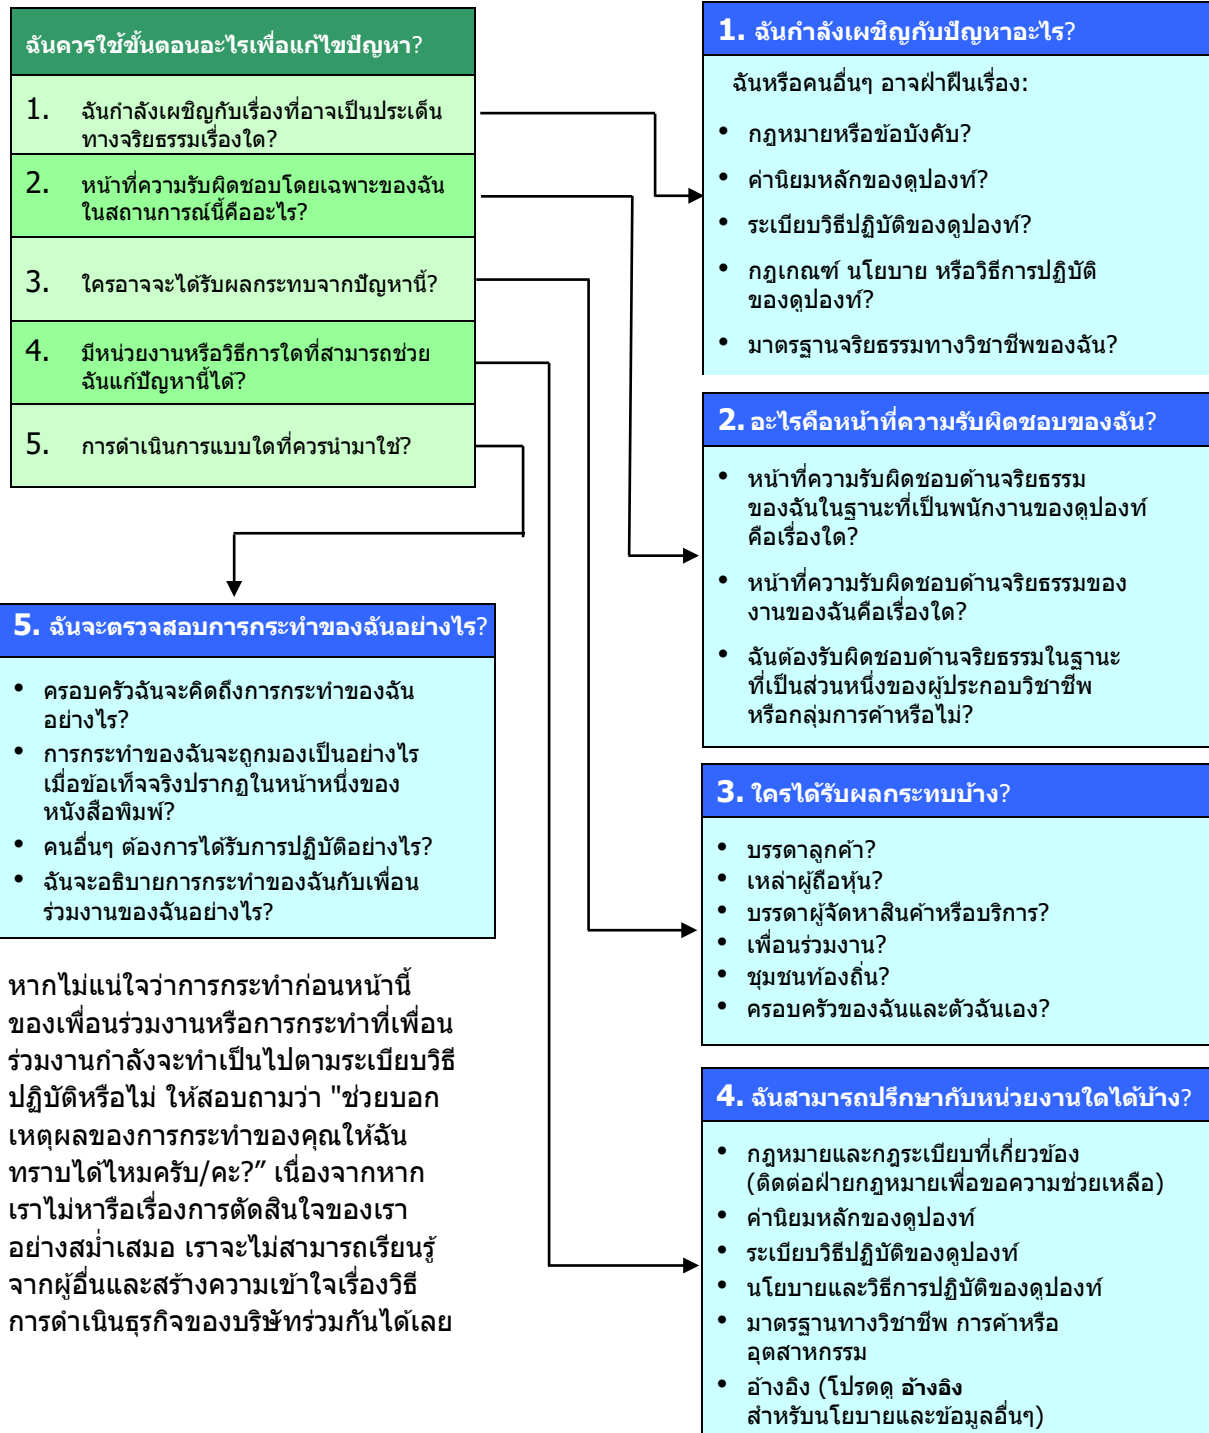 ฉันควรใช้ขั้นตอนอะไรเพื่อแก้ไขปัญหา?
1. ฉันกำลังเผชิญกับเรื่องที่อาจเป็นประเด็น
ทางจริยธรรมเรื่องใด?
2. หน้าที่ความรับผิดชอบโดยเฉพาะของฉัน
ในสถานการณ์นี้คืออะไร?
3. ใครอาจจะได้รับผลกระทบจากปัญหานี้?
4. มีหน่วยงานหรือวิธีการใดที่สามารถช่วย
ฉันแก้ปัญหานี้ได้?
5. การดำเนินการแบบใดที่ควรนำมาใช้?
1. ฉันกำลังเผชิญกับปัญหาอะไร?
ฉันหรือคนอื่นๆ อาจฝ่าฝืนเรื่อง:
• กฎหมายหรือข้อบังคับ?
• ค่านิยมหลักของดูปองท์?
• ระเบียบวิธีปฏิบัติของดูปองท์?
• กฎเกณฑ์ นโยบาย หรือวิธีการปฏิบัติ
ของดูปองท์?
• มาตรฐานจริยธรรมทางวิชาชีพของฉัน?
2. อะไรคือหน้าที่ความรับผิดชอบของฉัน?
• หน้าที่ความรับผิดชอบด้านจริยธรรม
ของฉันในฐานะที่เป็นพนักงานของดูปองท์
คือเรื่องใด?
• หน้าที่ความรับผิดชอบด้านจริยธรรมของ
งานของฉันคือเรื่องใด?
• ฉันต้องรับผิดชอบด้านจริยธรรมในฐานะ
ที่เป็นส่วนหนึ่งของผู้ประกอบวิชาชีพ
หรือกลุ่มการค้าหรือไม่?
3. ใครได้รับผลกระทบบ้าง?
• บรรดาลูกค้า?
• เหล่าผู้ถือหุ้น?
• บรรดาผู้จัดหาสินค้าหรือบริการ?
• เพื่อนร่วมงาน?
• ชุมชนท้องถิ่น?
• ครอบครัวของฉันและตัวฉันเอง?
4. ฉันสามารถปรึกษากับหน่วยงานใดได้บ้าง?
• กฎหมายและกฎระเบียบที่เกี่ยวข้อง
(ติดต่อฝ่ายกฎหมายเพื่อขอความช่วยเหลือ)
• ค่านิยมหลักของดูปองท์
• ระเบียบวิธีปฏิบัติของดูปองท์
• นโยบายและวิธีการปฏิบัติของดูปองท์
• มาตรฐานทางวิชาชีพ การค้าหรือ
อุตสาหกรรม
• อ้างอิง (โปรดดู อ้างอิง
สำหรับนโยบายและข้อมูลอื่นๆ)
5. ฉันจะตรวจสอบการกระทำของฉันอย่างไร?
• ครอบครัวฉันจะคิดถึงการกระทำของฉัน
อย่างไร?
• การกระทำของฉันจะถูกมองเป็นอย่างไร
เมื่อข้อเท็จจริงปรากฏในหน้าหนึ่งของ
หนังสือพิมพ์?
• คนอื่นๆ ต้องการได้รับการปฏิบัติอย่างไร?
• ฉันจะอธิบายการกระทำของฉันกับเพื่อน
ร่วมงานของฉันอย่างไร?
หากไม่แน่ใจว่าการกระทำก่อนหน้านี้
ของเพื่อนร่วมงานหรือการกระทำที่เพื่อน
ร่วมงานกำลังจะทำเป็นไปตามระเบียบวิธี
ปฏิบัติหรือไม่ ให้สอบถามว่า "ช่วยบอก
เหตุผลของการกระทำของคุณให้ฉัน
ทราบได้ไหมครับ/คะ?” เนื่องจากหาก
เราไม่หารือเรื่องการตัดสินใจของเรา
อย่างสม่ำเสมอ เราจะไม่สามารถเรียนรู้
จากผู้อื่นและสร้างความเข้าใจเรื่องวิธี
การดำเนินธุรกิจของบริษัทร่วมกันได้เลย